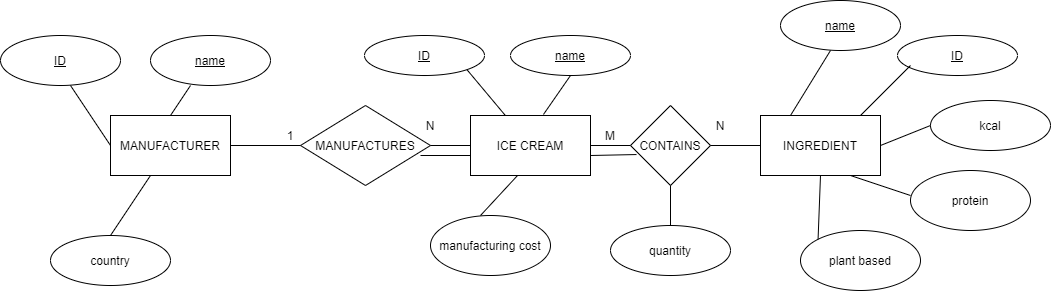 name
ID
name
ID
name
ID
kcal
1
N
M
N
MANUFACTURER
MANUFACTURES
ICE CREAM
CONTAINS
INGREDIENT
protein
country
manufacturing cost
quantity
plant based